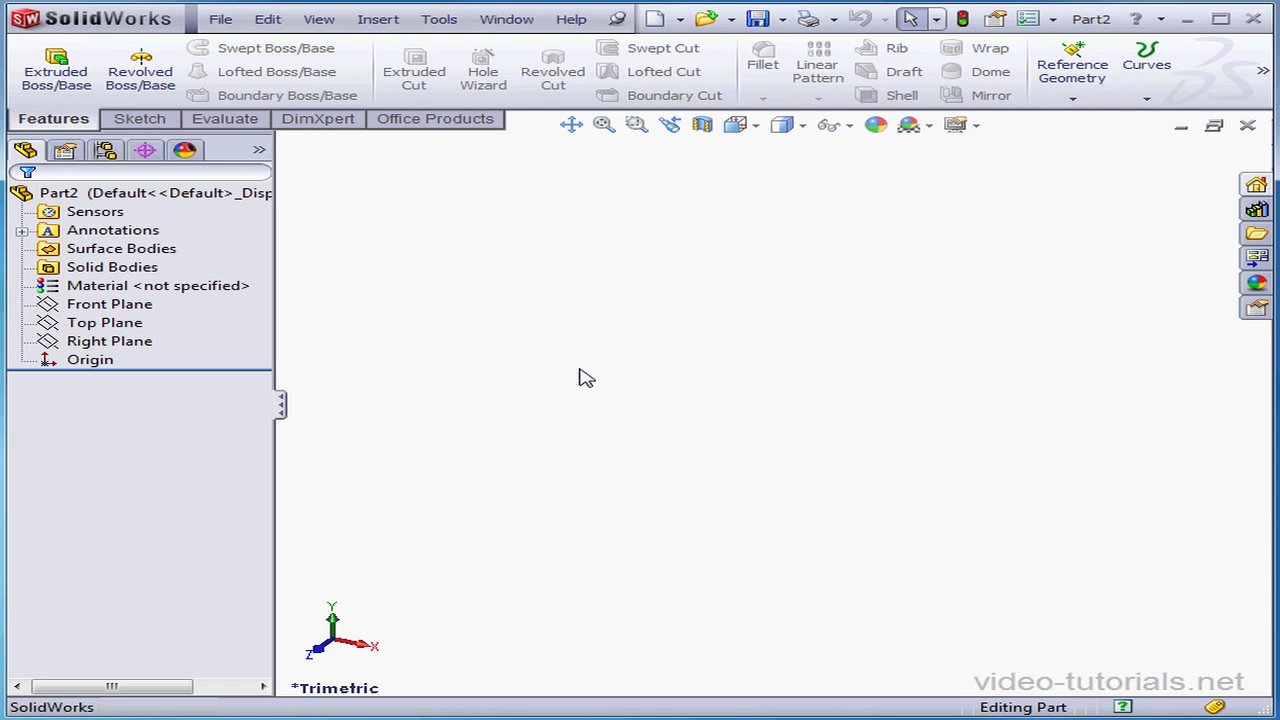 SolidWorks File Edit View Insert Tools Window Help Part2
Extruded Boss/Base
Revolved Boss/Base
Swept Boss/Base
Lofted Boss/Base
Boundary Boss/Base
Extruded Cut
Hole Wizard
Revolved Cut
Swept Cut
Lofted Cut
Boundary Cut
Fillet
Linear Pattern
Rib
Draft
Shell
Wrap
Dome
Mirror
Reference Geometry
Curves
Features Sketch Evaluate DimXpert Office Products
Part2 (Default<<Default>_Disp
Sensors
Annotations
Surface Bodies
Solid Bodies
Material <not specified>
Front Plane
Top Plane
Right Plane
Origin
Y
X
Z
*Trimetric
video-tutorials.net
SolidWorks Editing Part